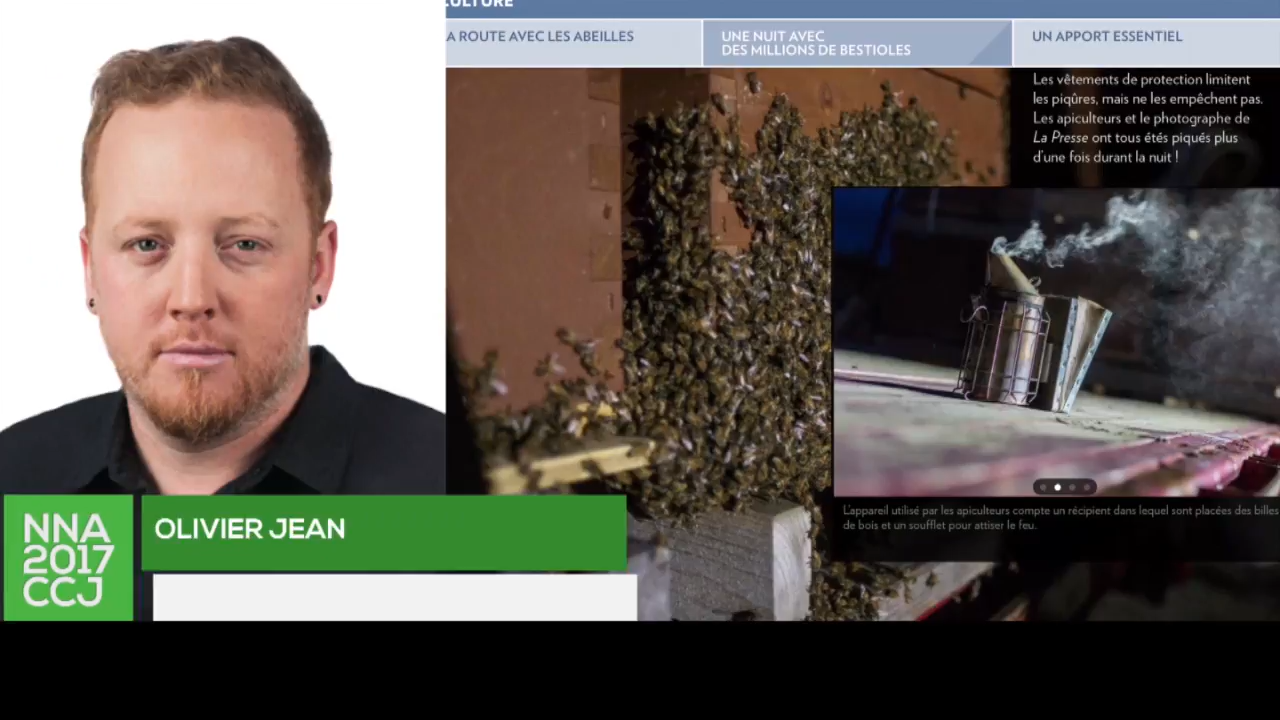 CULTURE
A ROUTE AVEC LES ABEILLES
UNE NUIT AVEC
DES MILLIONS DE BESTIOLES
UN APPORT ESSENTIEL
Les vêtements de protection limitent
les piqûres, mais ne les empêchent pas.
Les apiculteurs et le photographe de
La Presse ont tous étés piqués plus
d'une fois durant la nuit !
L'appareil utilisé par les apiculteurs compte un récipient dans lequel sont placées des billes
de bois et un soufflet pour attiser le feu.
NNA
2017
CCJ
OLIVIER JEAN